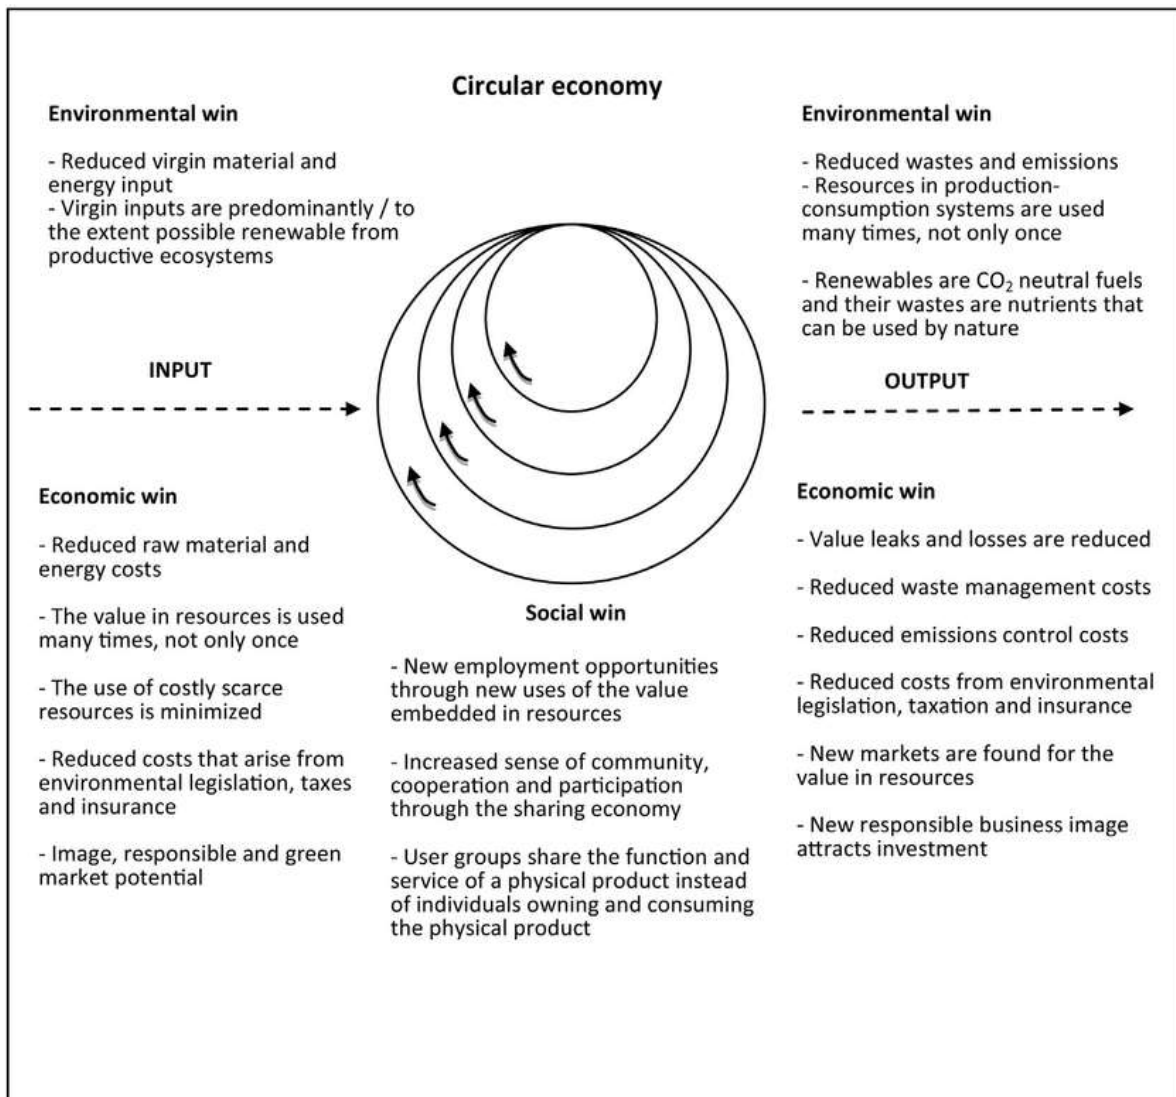 Circular economy
Environmental win
- Reduced virgin material and
energy input
- Virgin inputs are predominantly / to
the extent possible renewable from
productive ecosystems
INPUT
Economic win
- Reduced raw material and
energy costs
- The value in resources is used
many times, not only once
- The use of costly scarce
resources is minimized
- Reduced costs that arise from
environmental legislation, taxes
and insurance
- Image, responsible and green
market potential
Social win
- New employment opportunities
through new uses of the value
embedded in resources
- Increased sense of community,
cooperation and participation
through the sharing economy
- User groups share the function and
service of a physical product instead
of individuals owning and consuming
the physical product
Environmental win
- Reduced wastes and emissions
- Resources in production-
consumption systems are used
many times, not only once
- Renewables are CO₂ neutral fuels
and their wastes are nutrients that
can be used by nature
OUTPUT
Economic win
- Value leaks and losses are reduced
- Reduced waste management costs
- Reduced emissions control costs
- Reduced costs from environmental
legislation, taxation and insurance
- New markets are found for the
value in resources
- New responsible business image
attracts investment